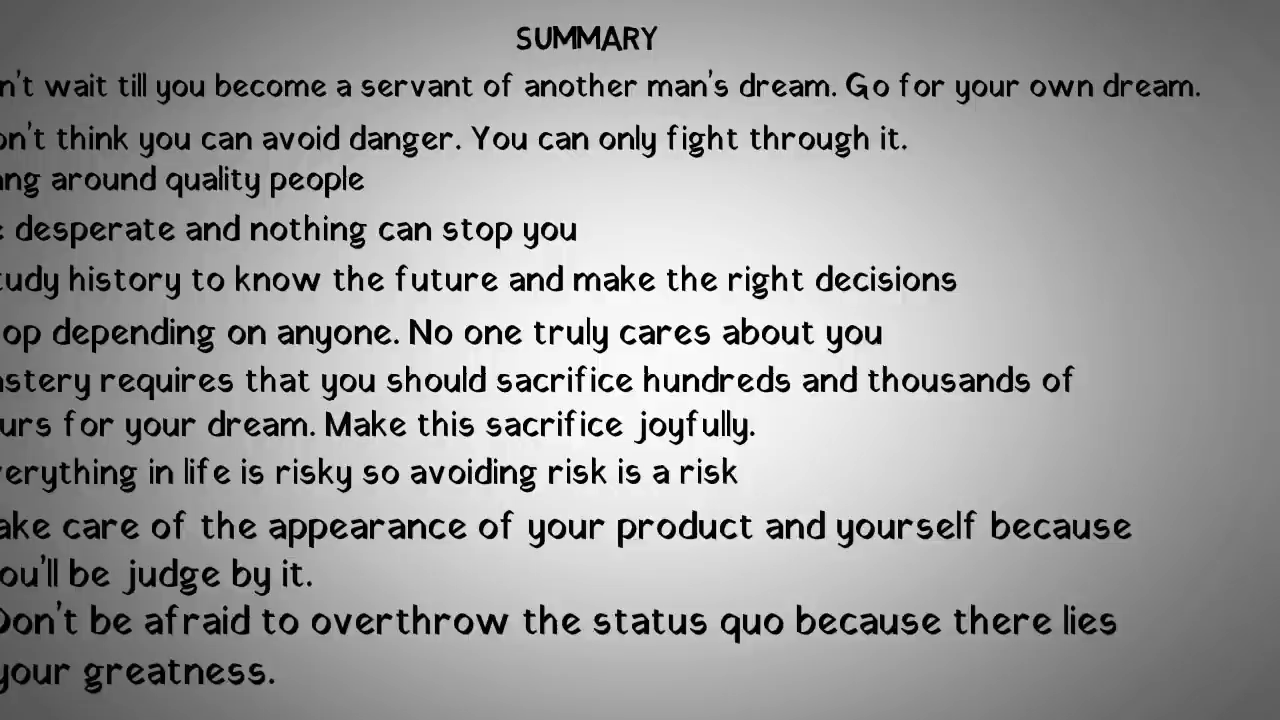 SUMMARY
n't wait till you become a servant of another man's dream. Go for your own dream.
on't think you can avoid danger. You can only fight through it.
ang around quality people
e desperate and nothing can stop you
tudy history to know the future and make the right decisions
op depending on anyone. No one truly cares about you
astery requires that you should sacrifice hundreds and thousands of
urs for your dream. Make this sacrifice joyfully.
verything in life is risky so avoiding risk is a risk
ake care of the appearance of your product and yourself because
ou'll be judge by it.
Don't be afraid to overthrow the status quo because there lies
your greatness.